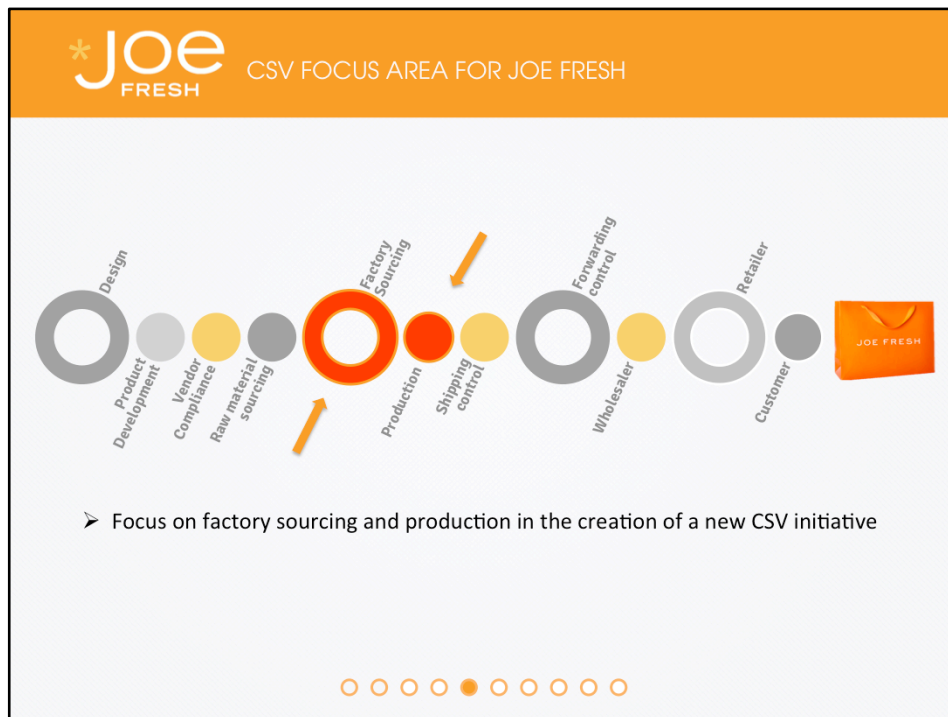 *JOE
FRESH
CSV FOCUS AREA FOR JOE FRESH
Design
Product
Development
Vendor
Compliance
Raw material
sourcing
Factory
Sourcing
Production
Shipping
control
Forwarding
control
Wholesaler
Retailer
Customer
JOE FRESH
➢ Focus on factory sourcing and production in the creation of a new CSV initiative